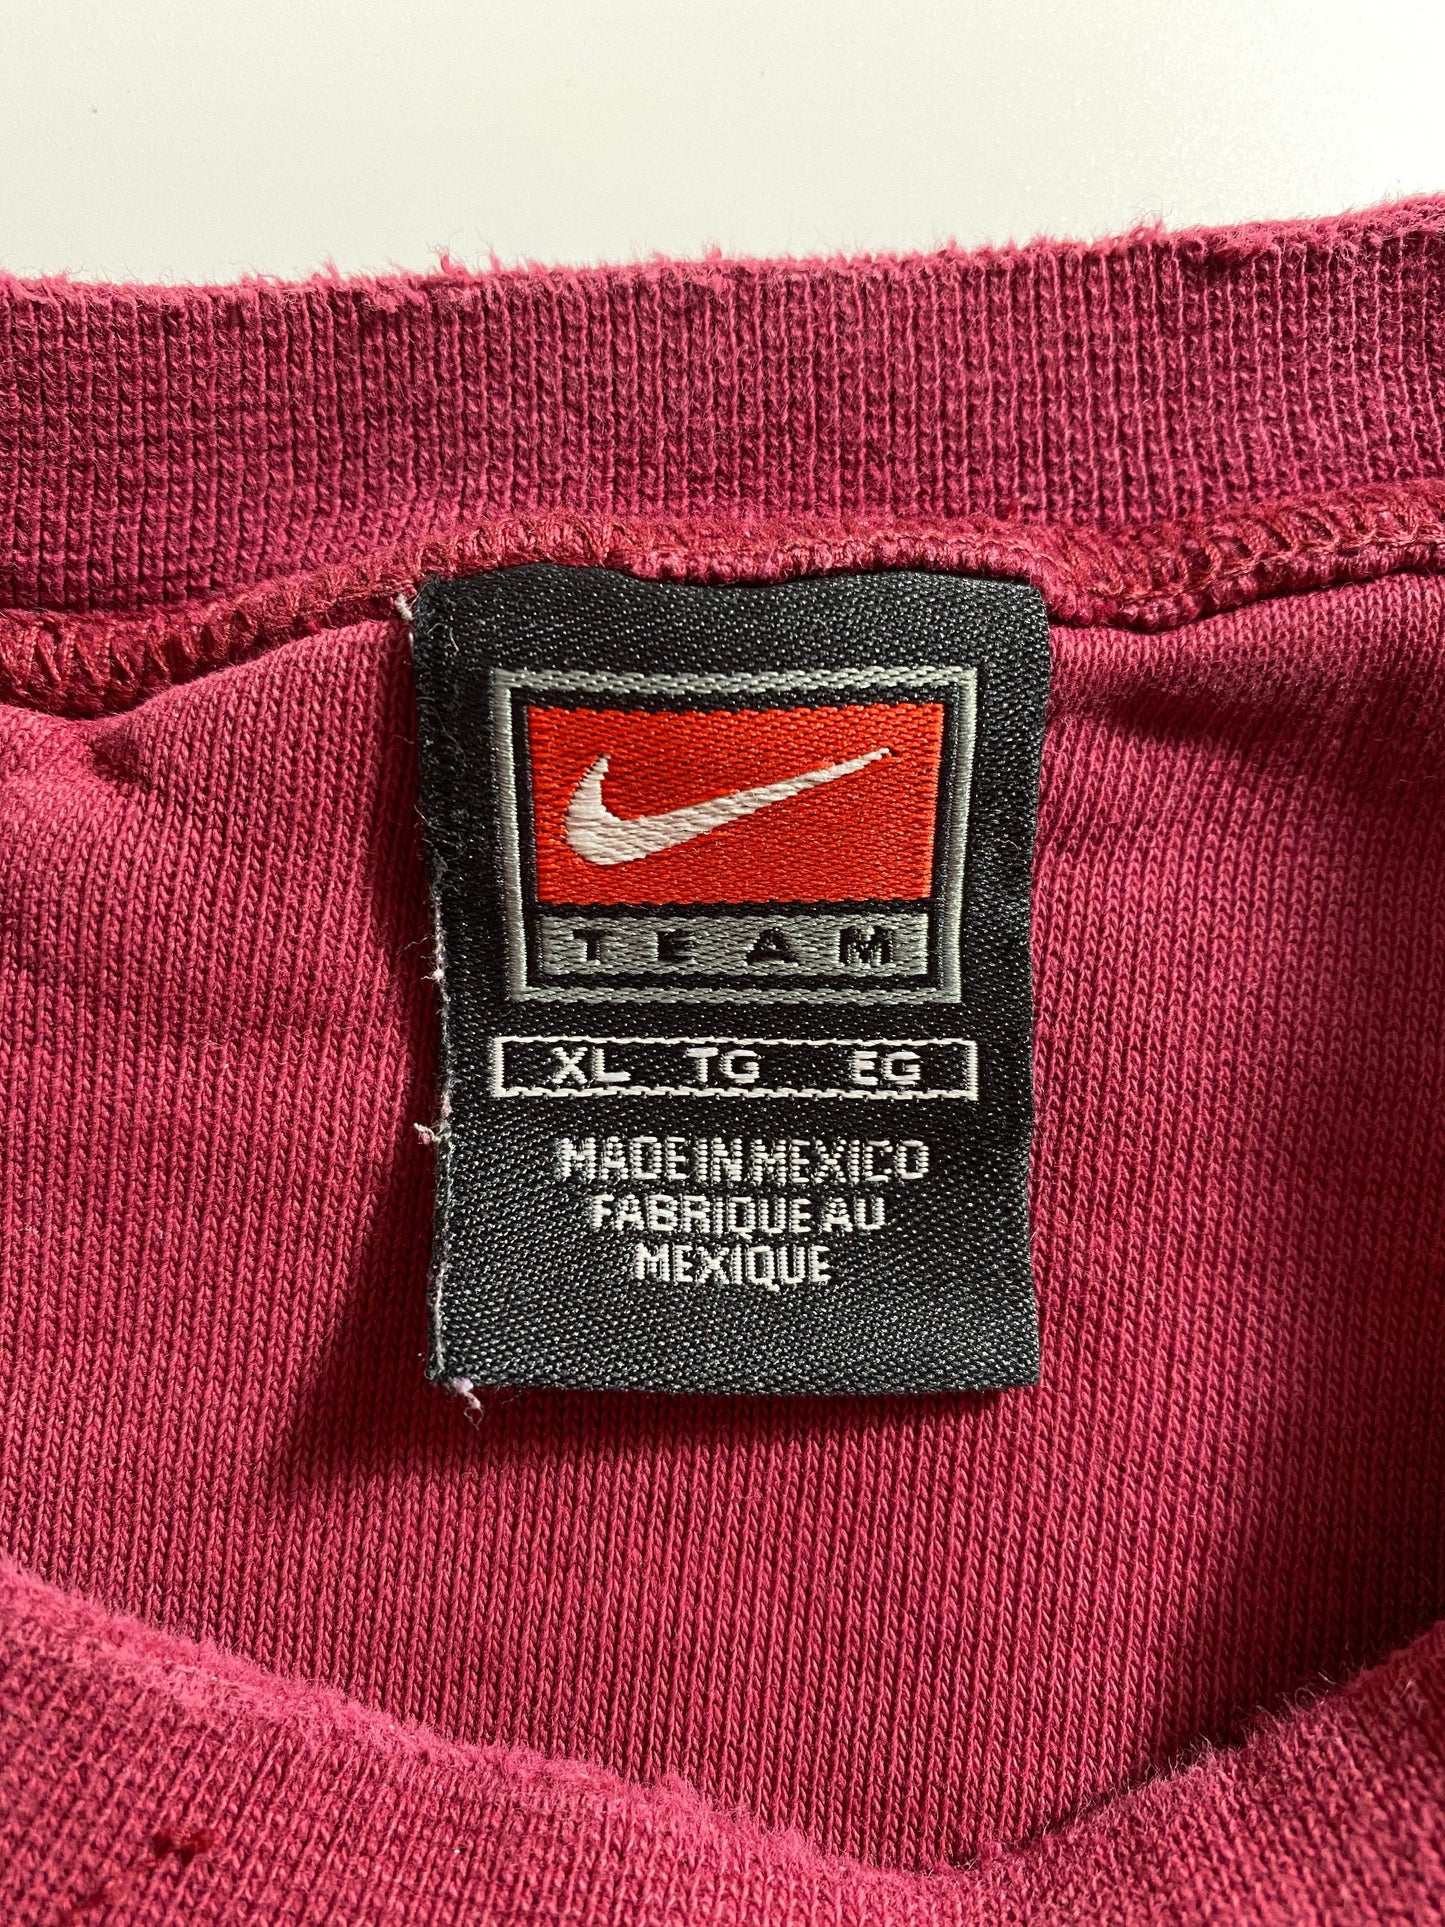 TEAM
XL TG EG
MADE IN MEXICO
FABRIQUE AU
MEXIQUE